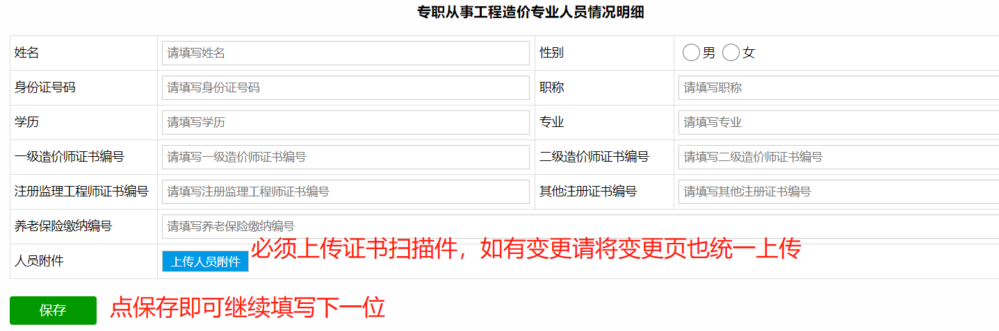 专职从事工程造价专业人员情况明细
姓名 请填写姓名 性别 男 女
身份证号码 请填写身份证号码 职称 请填写职称
学历 请填写学历 专业 请填写专业
一级造价师证书编号 请填写一级造价师证书编号 二级造价师证书编号 请填写二级造价师证书编号
注册监理工程师证书编号 请填写注册监理工程师证书编号 其他注册证书编号 请填写其他注册证书编号
养老保险缴纳编号 请填写养老保险缴纳编号
人员附件 上传人员附件 必须上传证书扫描件，如有变更请将变更页也统一上传
保存 点保存即可继续填写下一位